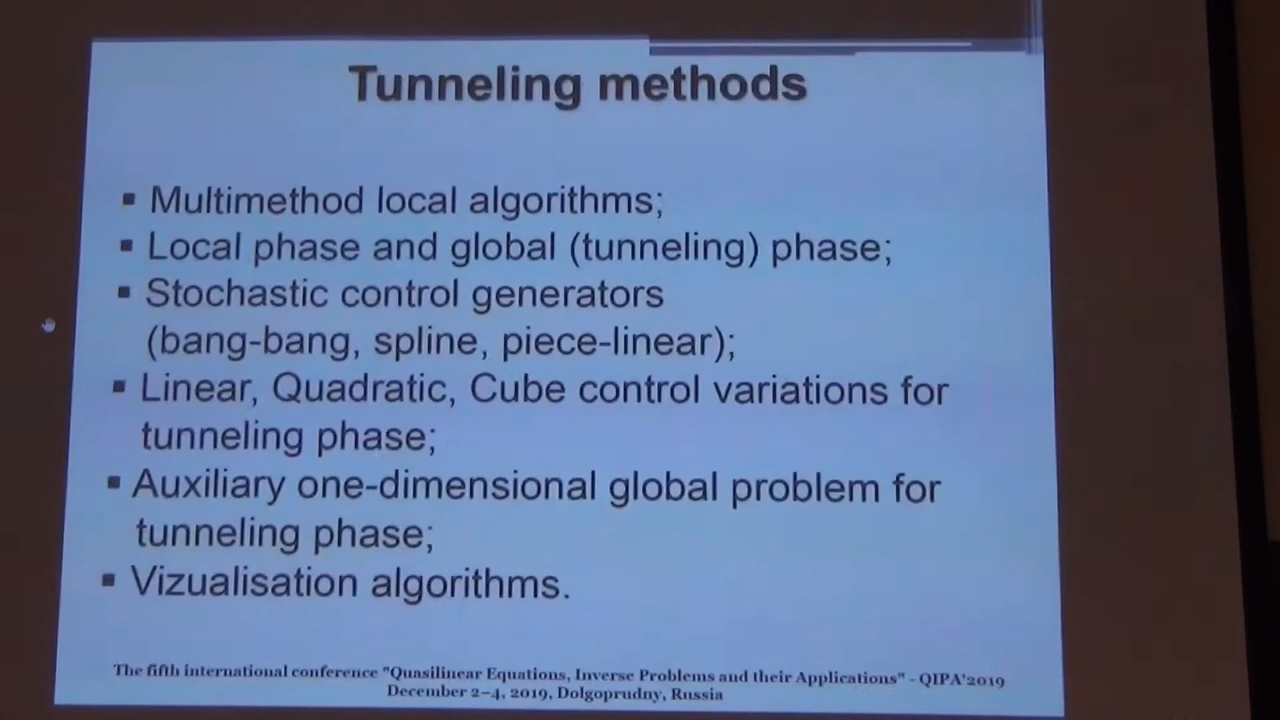 Tunneling methods
▪ Multimethod local algorithms;
▪ Local phase and global (tunneling) phase;
▪ Stochastic control generators
(bang-bang, spline, piece-linear);
▪ Linear, Quadratic, Cube control variations for
tunneling phase;
▪ Auxiliary one-dimensional global problem for
tunneling phase;
▪ Vizualisation algorithms.
The fifth international conference "Quasilinear Equations, Inverse Problems and their Applications" - QIPA'2019
December 2–4, 2019, Dolgoprudny, Russia